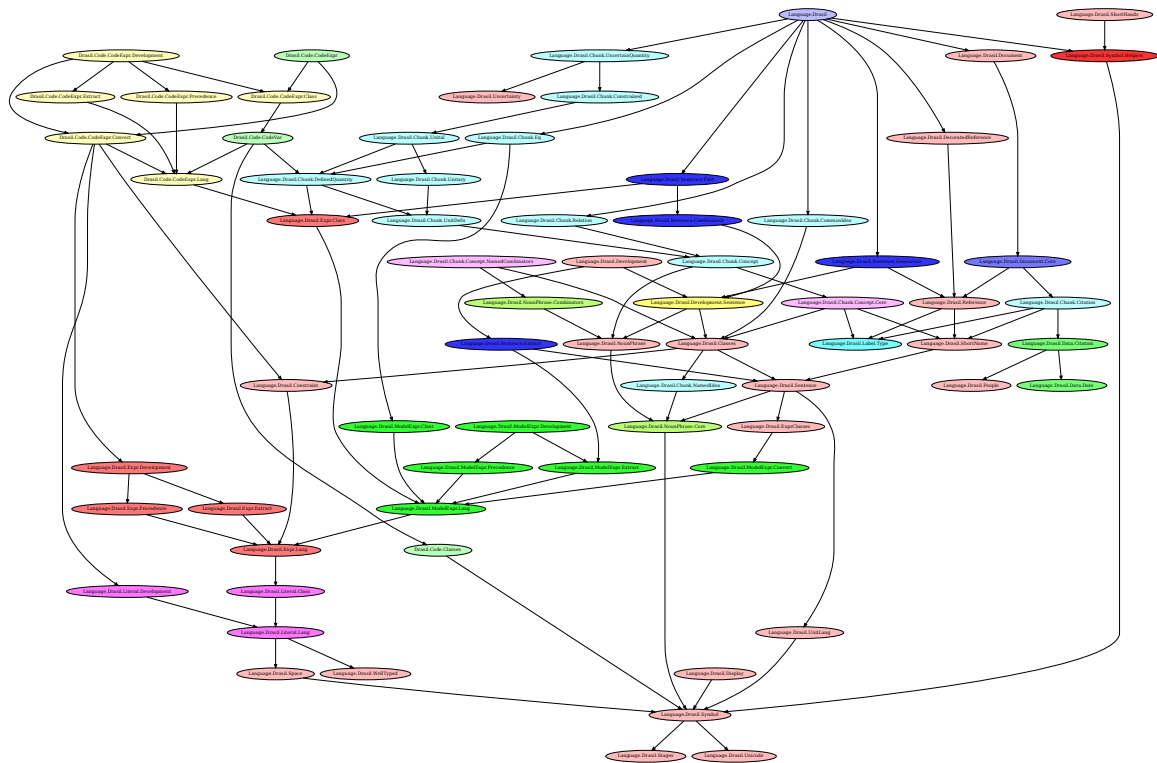 Language.Drasil
Language.Drasil.ShortHands
Drasil.Code.CodeExpr.Development
Drasil.Code.CodeExpr
Language.Drasil.Chunk.UncertainQuantity
Language.Drasil.Document
Language.Drasil.Symbol.Helpers
Drasil.Code.CodeExpr.Extract
Drasil.Code.CodeExpr.Precedence
Drasil.Code.CodeExpr.Class
Language.Drasil.Uncertainty
Language.Drasil.Chunk.Constrained
Drasil.Code.CodeExpr.Convert
Drasil.Code.CodeVar
Language.Drasil.Chunk.Unital
Language.Drasil.Chunk.Eq
Language.Drasil.DecoratedReference
Drasil.Code.CodeExpr.Lang
Language.Drasil.Chunk.DefinedQuantity
Language.Drasil.Chunk.Unitary
Language.Drasil.Sentence.Fold
Language.Drasil.Expr.Class
Language.Drasil.Chunk.UnitDefn
Language.Drasil.Chunk.Relation
Language.Drasil.Sentence.Combinators
Language.Drasil.Chunk.CommonIdea
Language.Drasil.Chunk.Concept.NamedCombinators
Language.Drasil.Development
Language.Drasil.Chunk.Concept
Language.Drasil.Sentence.Generators
Language.Drasil.Document.Core
Language.Drasil.NounPhrase.Combinators
Language.Drasil.Development.Sentence
Language.Drasil.Chunk.Concept.Core
Language.Drasil.Reference
Language.Drasil.Chunk.Citation
Language.Drasil.Sentence.Extract
Language.Drasil.NounPhrase
Language.Drasil.Classes
Language.Drasil.Label.Type
Language.Drasil.ShortName
Language.Drasil.Data.Citation
Language.Drasil.Constraint
Language.Drasil.Chunk.NamedIdea
Language.Drasil.Sentence
Language.Drasil.People
Language.Drasil.Data.Date
Language.Drasil.ModelExpr.Class
Language.Drasil.ModelExpr.Development
Language.Drasil.NounPhrase.Core
Language.Drasil.ExprClasses
Language.Drasil.Expr.Development
Language.Drasil.ModelExpr.Precedence
Language.Drasil.ModelExpr.Extract
Language.Drasil.ModelExpr.Convert
Language.Drasil.Expr.Precedence
Language.Drasil.Expr.Extract
Language.Drasil.ModelExpr.Lang
Language.Drasil.Expr.Lang
Drasil.Code.Classes
Language.Drasil.Literal.Development
Language.Drasil.Literal.Class
Language.Drasil.Literal.Lang
Language.Drasil.UnitLang
Language.Drasil.Space
Language.Drasil.WellTyped
Language.Drasil.Display
Language.Drasil.Symbol
Language.Drasil.Stages
Language.Drasil.Unicode